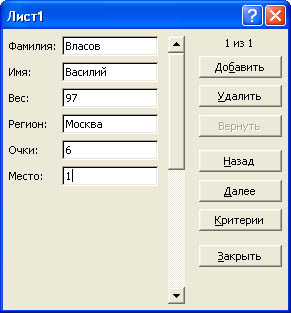 Лист1
Фамилия: Власов
Имя: Василий
Вес: 97
Регион: Москва
Очки: 6
Место: 1
1 из 1
Добавить
Удалить
Вернуть
Назад
Далее
Критерии
Закрыть